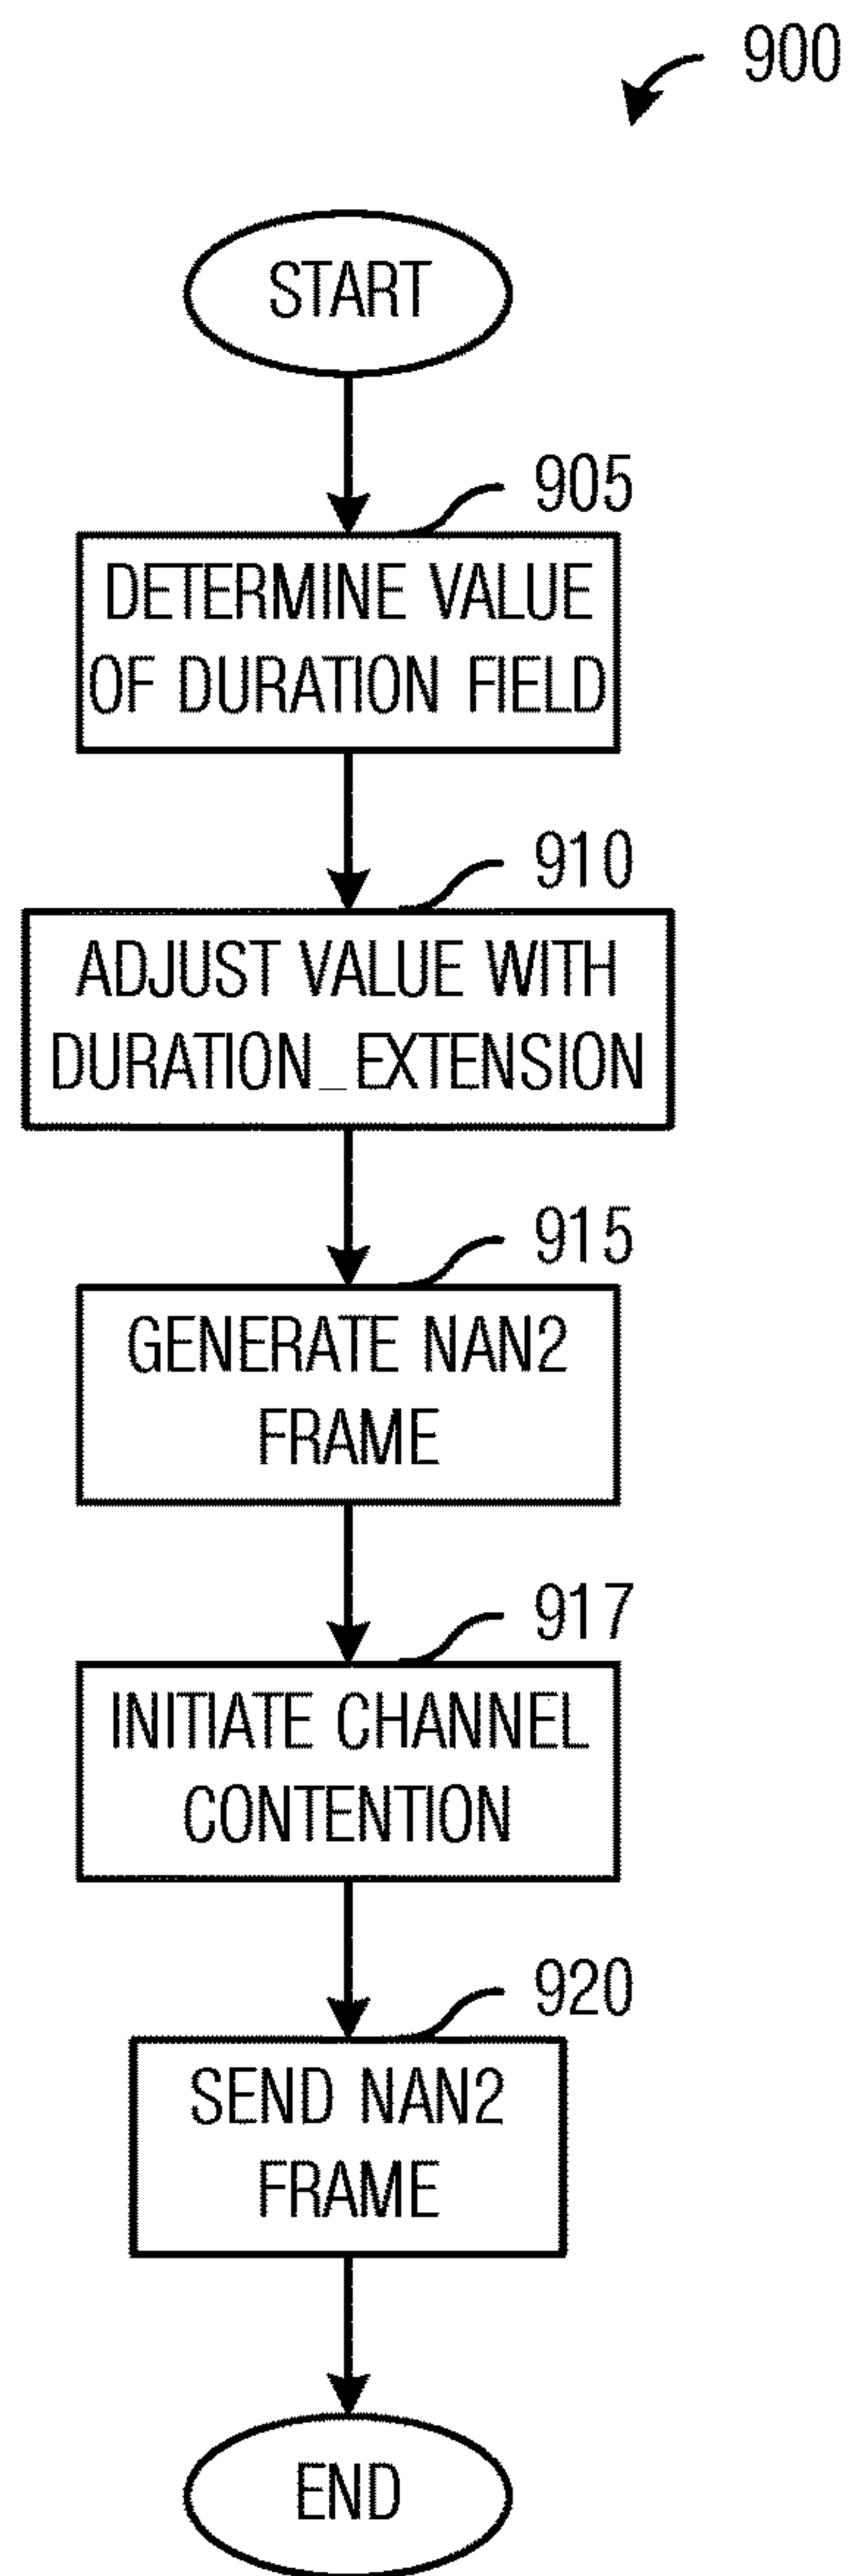 900
START
905
DETERMINE VALUE
OF DURATION FIELD
910
ADJUST VALUE WITH
DURATION_EXTENSION
915
GENERATE NAN2
FRAME
917
INITIATE CHANNEL
CONTENTION
920
SEND NAN2
FRAME
END